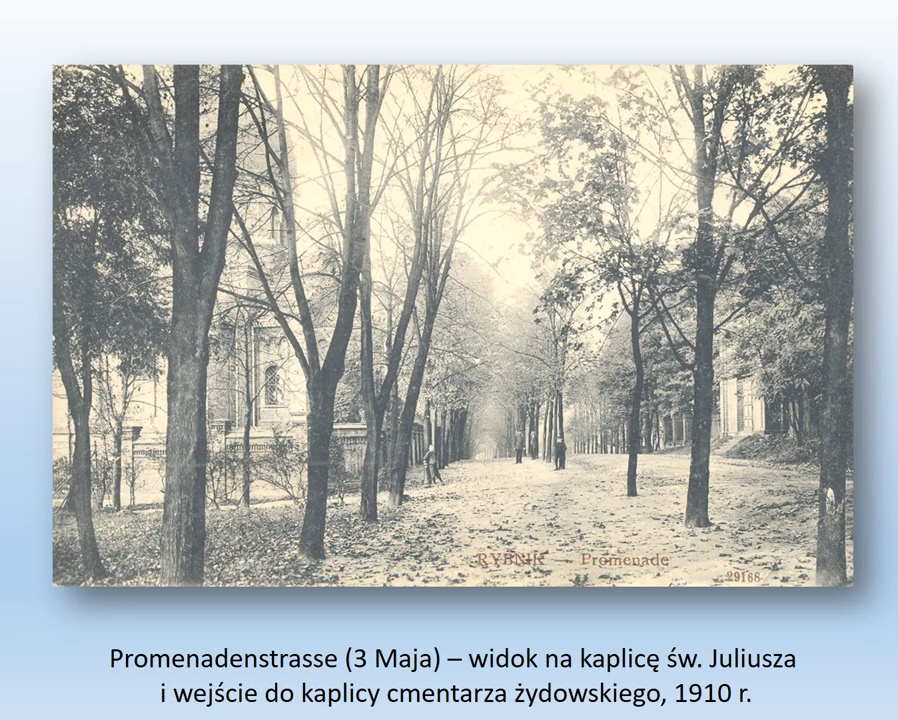 RYBNIK — Promenade
29168
Promenadenstrasse (3 Maja) – widok na kaplicę św. Juliusza
i wejście do kaplicy cmentarza żydowskiego, 1910 r.